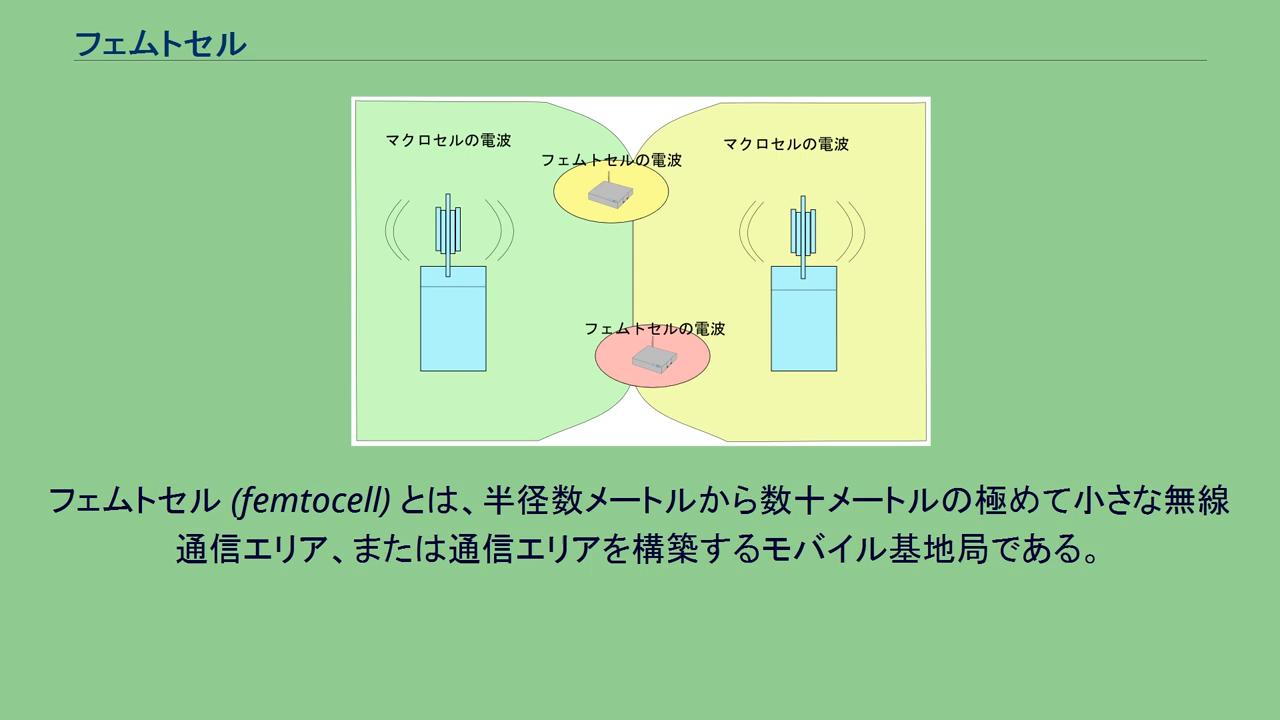 フェムトセル
マクロセルの電波
マクロセルの電波
フェムトセルの電波
フェムトセルの電波
フェムトセル (femtocell) とは、半径数メートルから数十メートルの極めて小さな無線
通信エリア、または通信エリアを構築するモバイル基地局である。